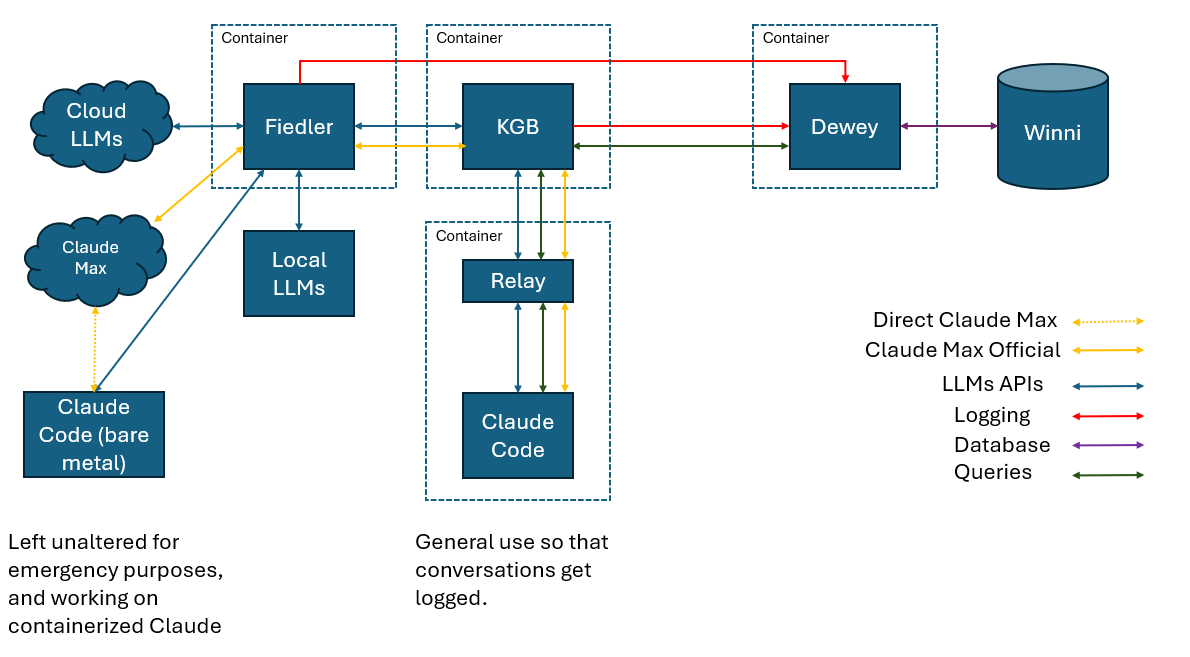 Container
Container
Container
Cloud
LLMs
Fiedler
KGB
Dewey
Winni
Claude
Max
Container
Local
LLMs
Relay
Claude
Code (bare
metal)
Claude
Code
Direct Claude Max
Claude Max Official
LLMs APIs
Logging
Database
Queries
Left unaltered for
emergency purposes,
and working on
containerized Claude
General use so that
conversations get
logged.